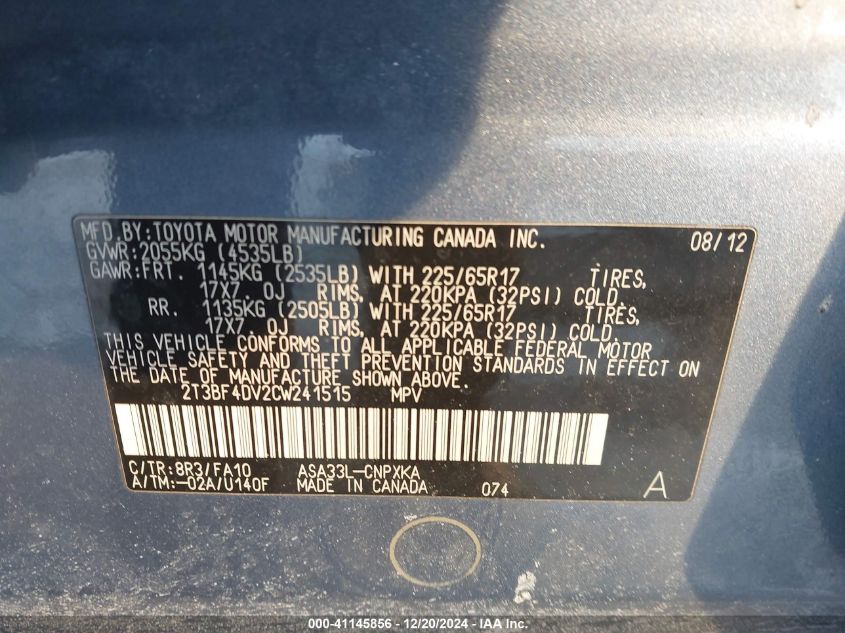 MFD.BY:TOYOTA MOTOR MANUFACTURING CANADA INC. 08/12
GVWR:2055KG (4535LB)
GAWR:FRT. 1145KG (2535LB) WITH 225/65R17 TIRES,
17X7 .OJ RIMS, AT 220KPA (32PSI) COLD.
RR. 1135KG (2505LB) WITH 225/65R17 TIRES,
17X7 OJ RIMS, AT 220KPA (32PSI) COLD.
THIS VEHICLE CONFORMS TO ALL APPLICABLE FEDERAL MOTOR
VEHICLE SAFETY AND THEFT PREVENTION STANDARDS IN EFFECT ON
THE DATE OF MANUFACTURE SHOWN ABOVE.
2T3BF4DV2CW241515 MPV
C/TR:8R3/FA10 ASA33L-CNPXKA
A/TM:-02A/U140F MADE IN CANADA 074 A
000-41145856 - 12/20/2024 - IAA Inc.